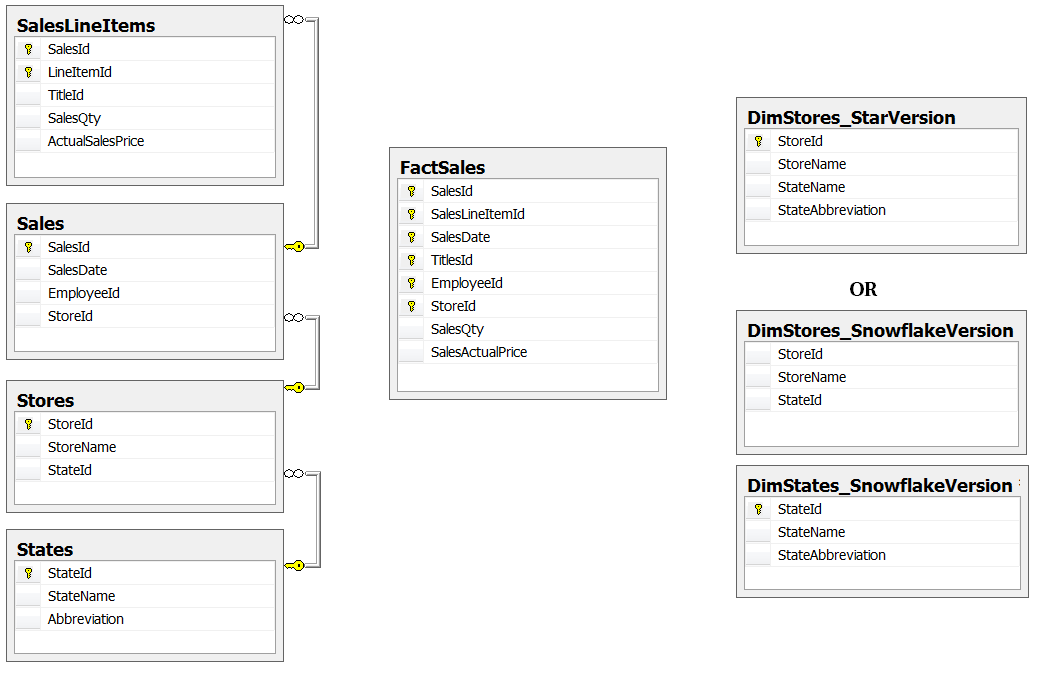 SalesLineItems
SalesId
LineItemId
TitleId
SalesQty
ActualSalesPrice
Sales
SalesId
SalesDate
EmployeeId
StoreId
Stores
StoreId
StoreName
StateId
States
StateId
StateName
Abbreviation
FactSales
SalesId
SalesLineItemId
SalesDate
TitlesId
EmployeeId
StoreId
SalesQty
SalesActualPrice
DimStores_StarVersion
StoreId
StoreName
StateName
StateAbbreviation
OR
DimStores_SnowflakeVersion
StoreId
StoreName
StateId
DimStates_SnowflakeVersion
StateId
StateName
StateAbbreviation